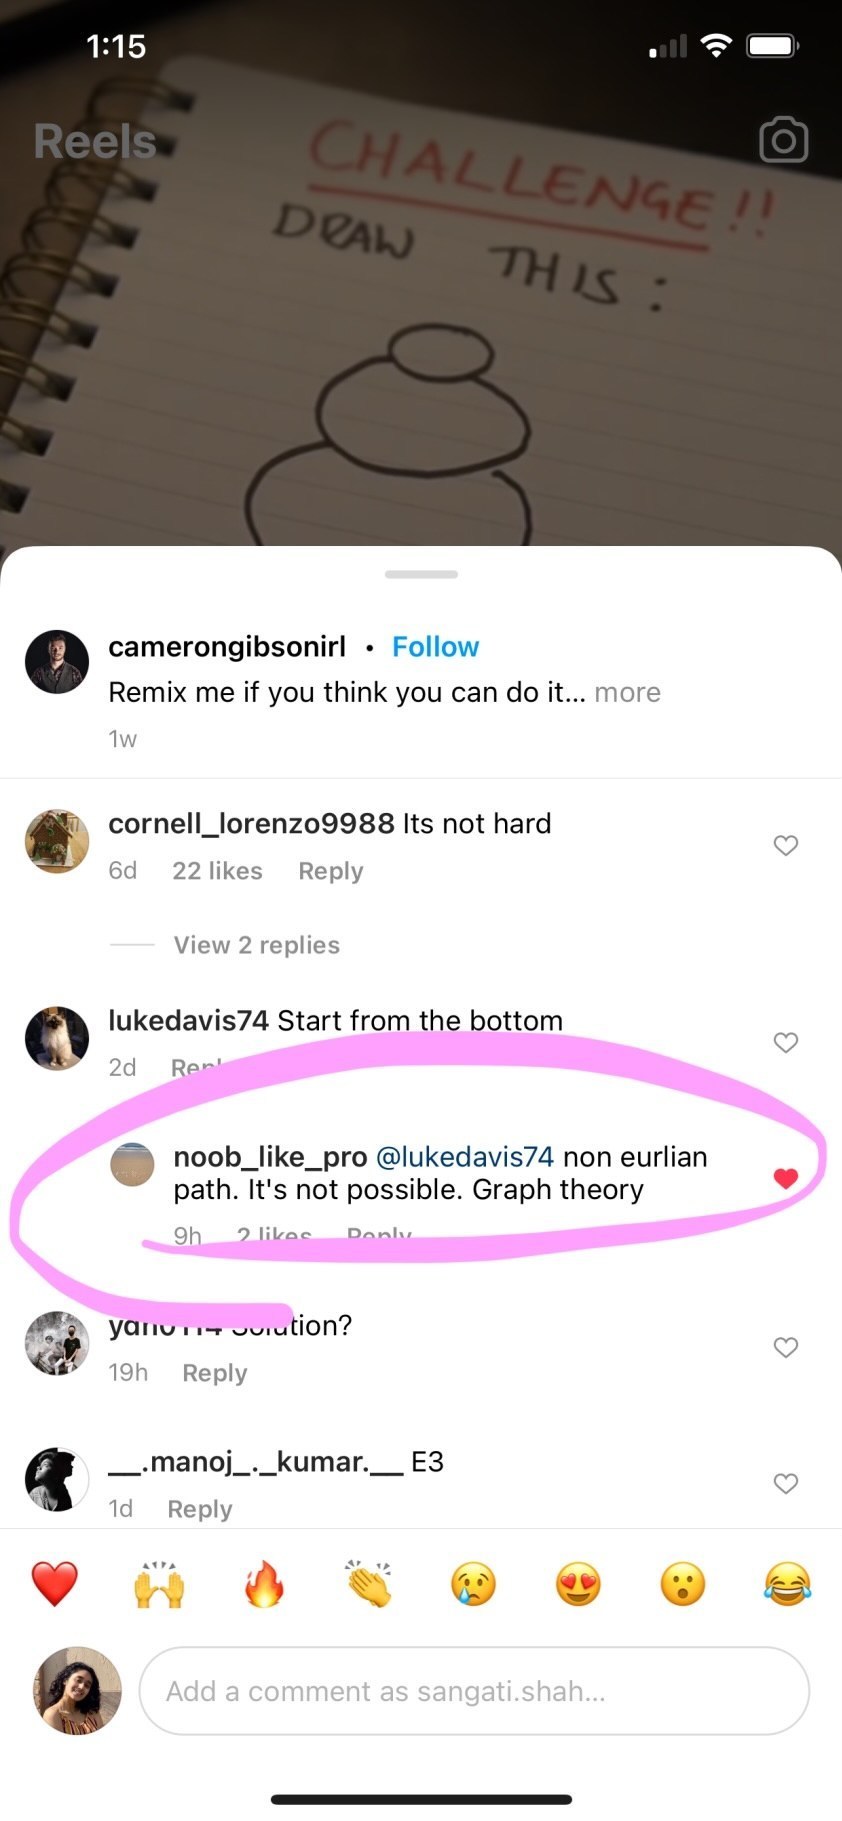 1:15
Reels
CHALLENGE!!
DRAW THIS:
camerongibsonirl • Follow
Remix me if you think you can do it... more
1w
cornell_lorenzo9988 Its not hard
6d 22 likes Reply
View 2 replies
lukedavis74 Start from the bottom
2d
noob_like_pro @lukedavis74 non eurlian
path. It's not possible. Graph theory
9h 2 likes Reply
Solution?
19h Reply
__.manoj_._kumar.__ E3
1d Reply
Add a comment as sangati.shah...